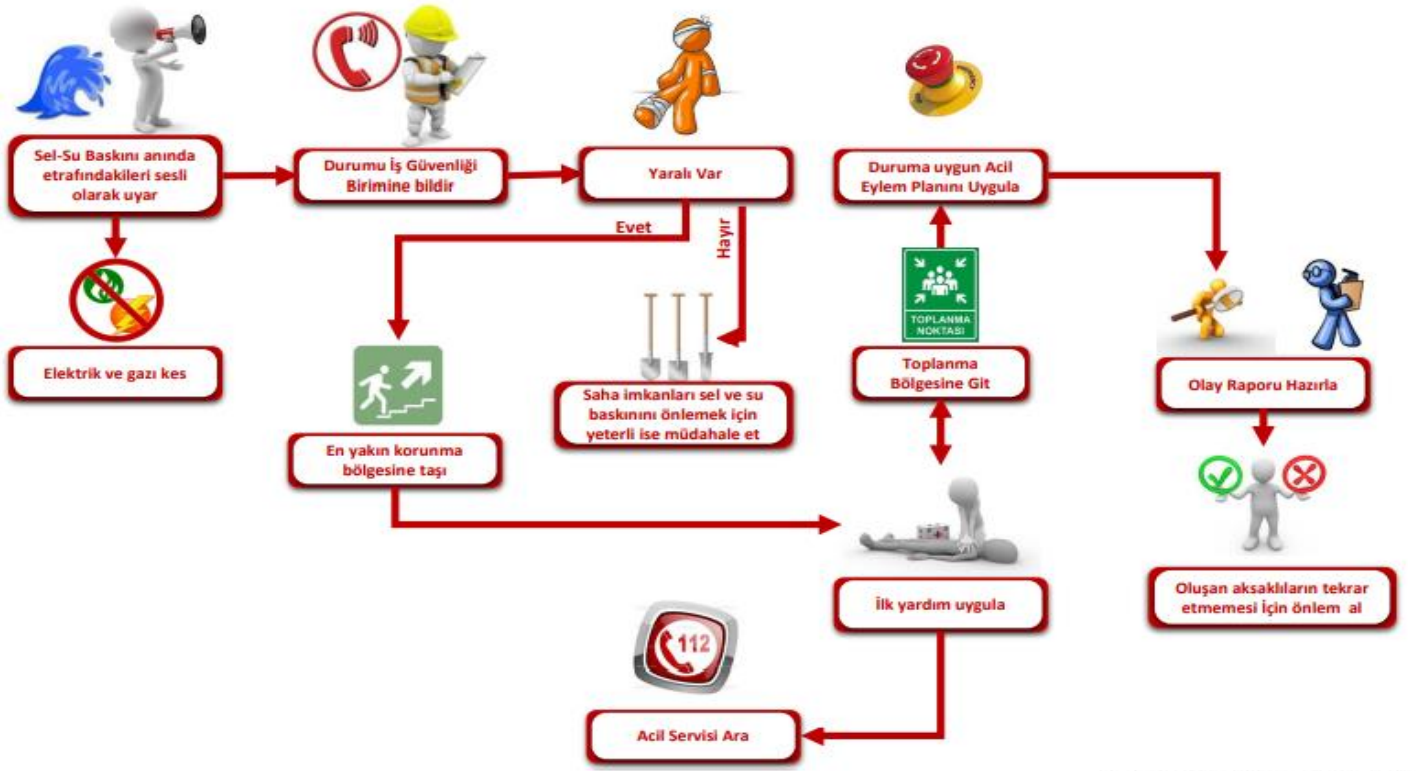 Sel-Su Baskını anında
etrafındakileri sesli
olarak uyar
Durumu İş Güvenliği
Birimine bildir
Yaralı Var
Duruma uygun Acil
Eylem Planını Uygula
Evet
Hayır
Elektrik ve gazı kes
TOPLANMA
NOKTASI
Toplanma
Bölgesine Git
Olay Raporu Hazırla
Saha imkanları sel ve su
baskınını önlemek için
yeterli ise müdahale et
En yakın korunma
bölgesine taşı
İlk yardım uygula
Oluşan aksaklıların tekrar
etmemesi İçin önlem al
112
Acil Servisi Ara